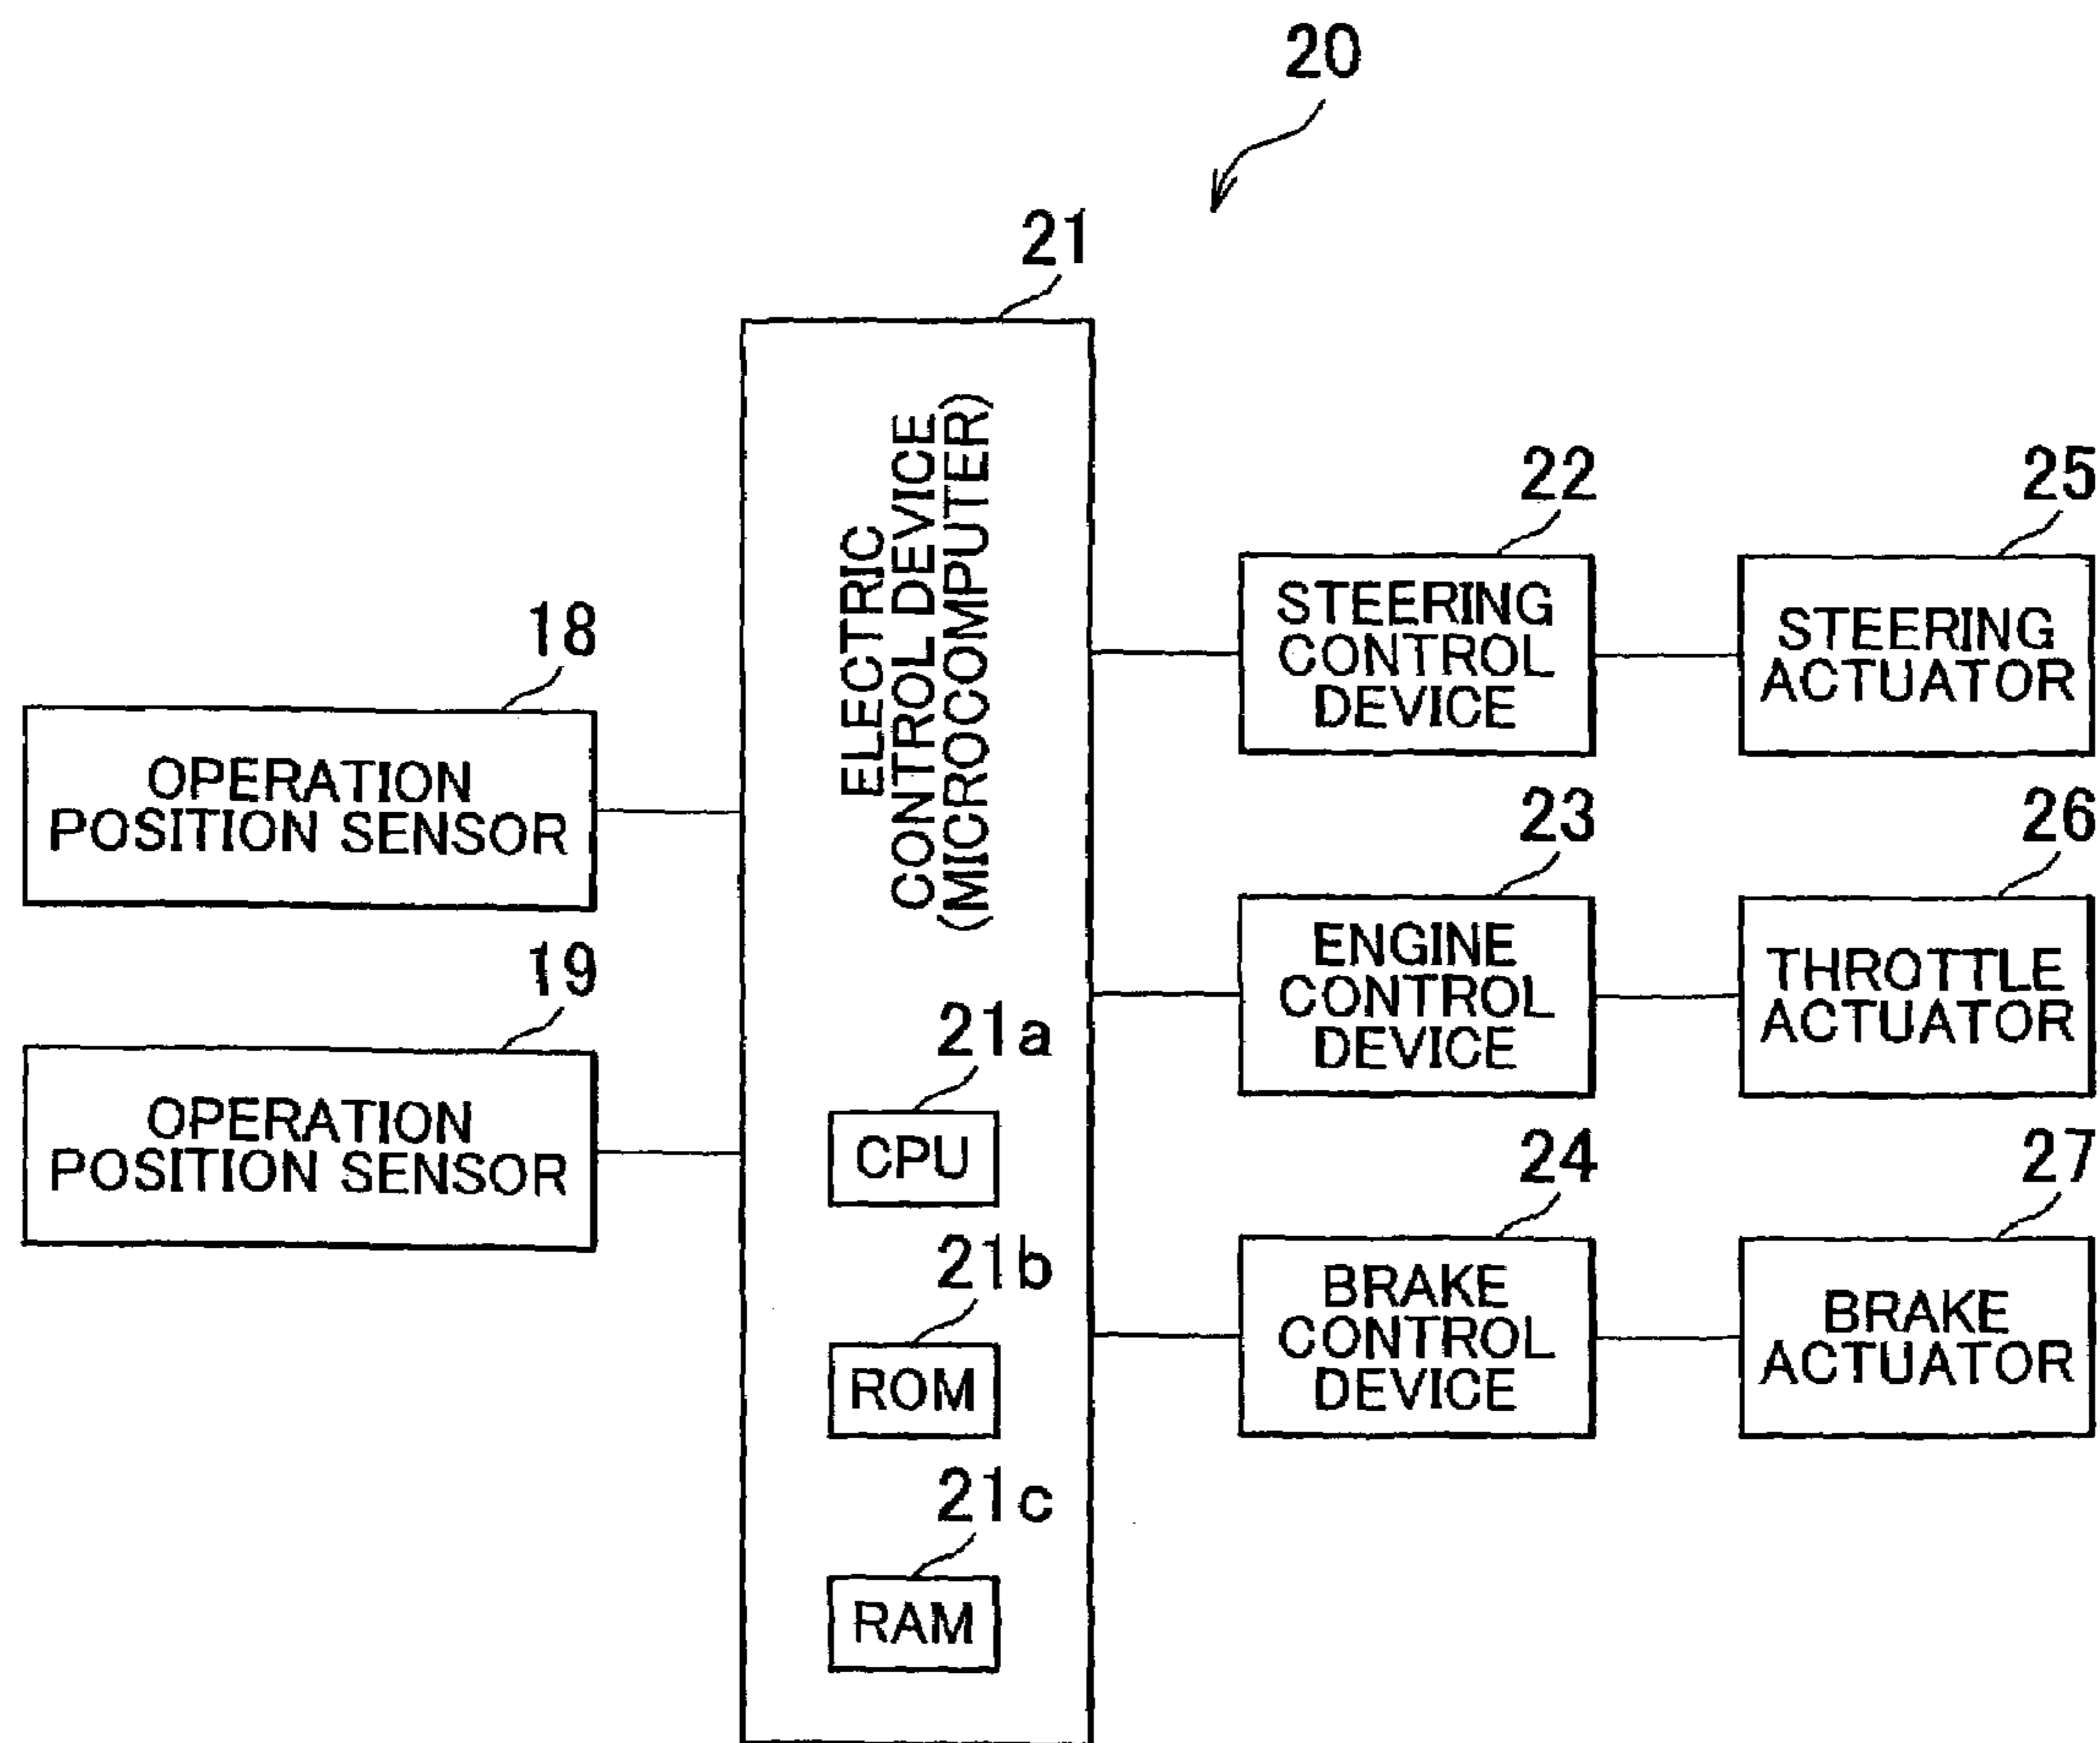 20
21
ELECTRIC
CONTROL DEVICE
(MICROCOMPUTER)
18
OPERATION
POSITION SENSOR
19
OPERATION
POSITION SENSOR
21a
CPU
21b
ROM
21c
RAM
22
STEERING
CONTROL
DEVICE
25
STEERING
ACTUATOR
23
ENGINE
CONTROL
DEVICE
26
THROTTLE
ACTUATOR
24
BRAKE
CONTROL
DEVICE
27
BRAKE
ACTUATOR